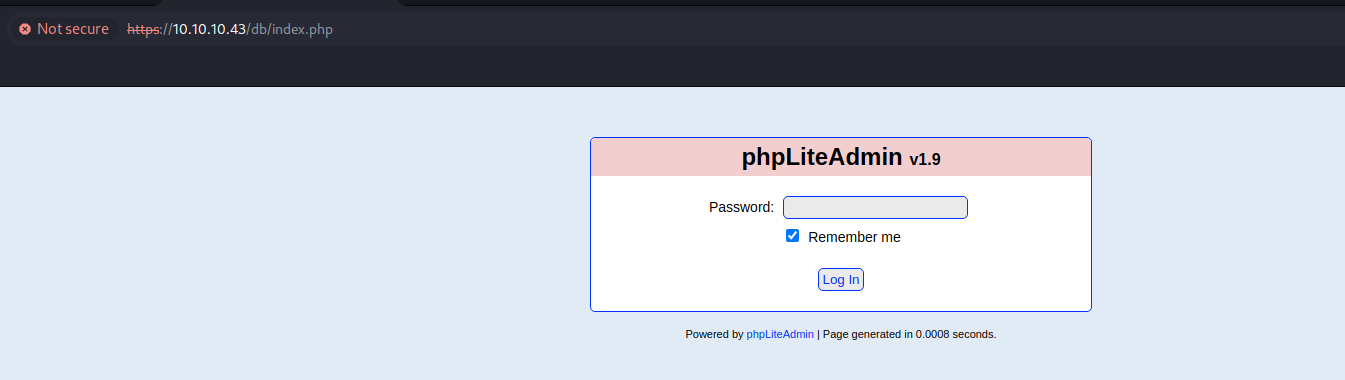 Not secure https://10.10.10.43/db/index.php
phpLiteAdmin v1.9
Password:
Remember me
Log In
Powered by phpLiteAdmin | Page generated in 0.0008 seconds.